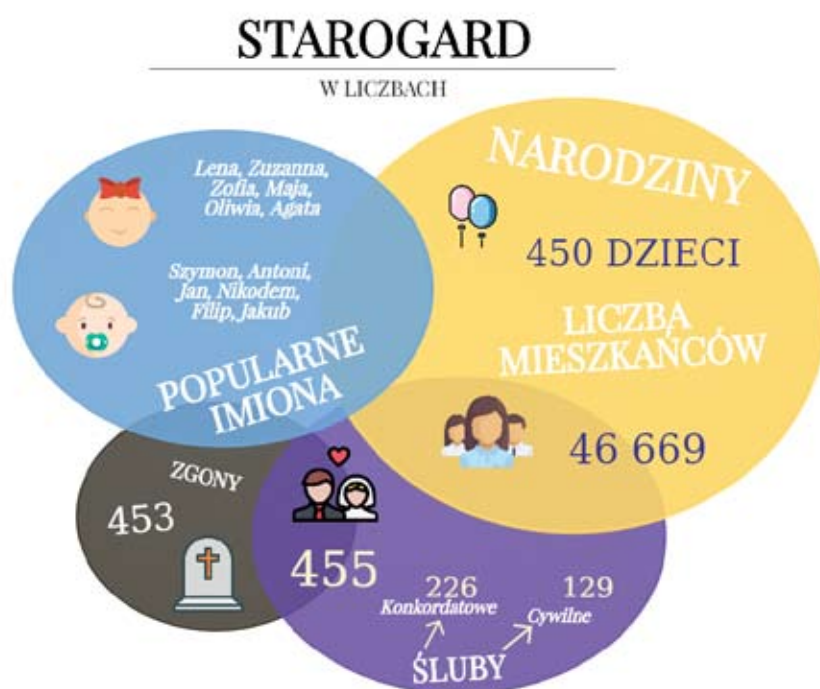 STAROGARD
W LICZBACH
Lena, Zuzanna,
Zofia, Maja,
Oliwia, Agata
Szymon, Antoni,
Jan, Nikodem,
Filip, Jakub
POPULARNE
IMIONA
NARODZINY
450 DZIECI
LICZBA
MIESZKAŃCÓW
46 669
ZGONY
453
455
226
Konkordatowe
129
Cywilne
ŚLUBY